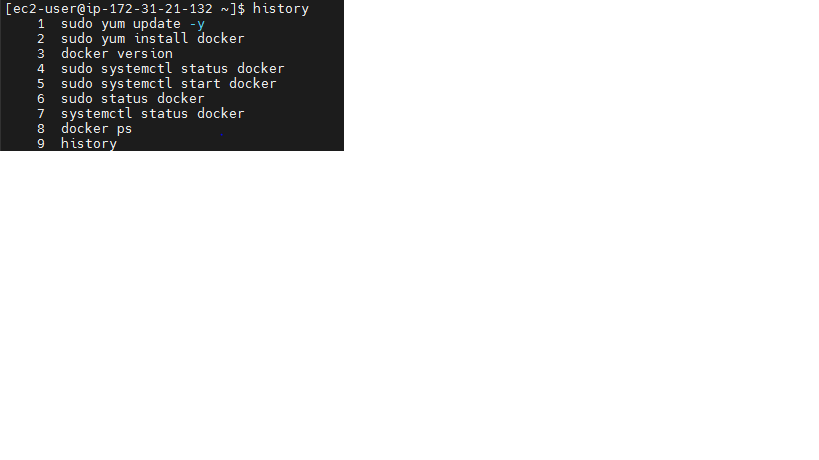 [ec2-user@ip-172-31-21-132 ~]$ history
1 sudo yum update -y
2 sudo yum install docker
3 docker version
4 sudo systemctl status docker
5 sudo systemctl start docker
6 sudo status docker
7 systemctl status docker
8 docker ps
9 history